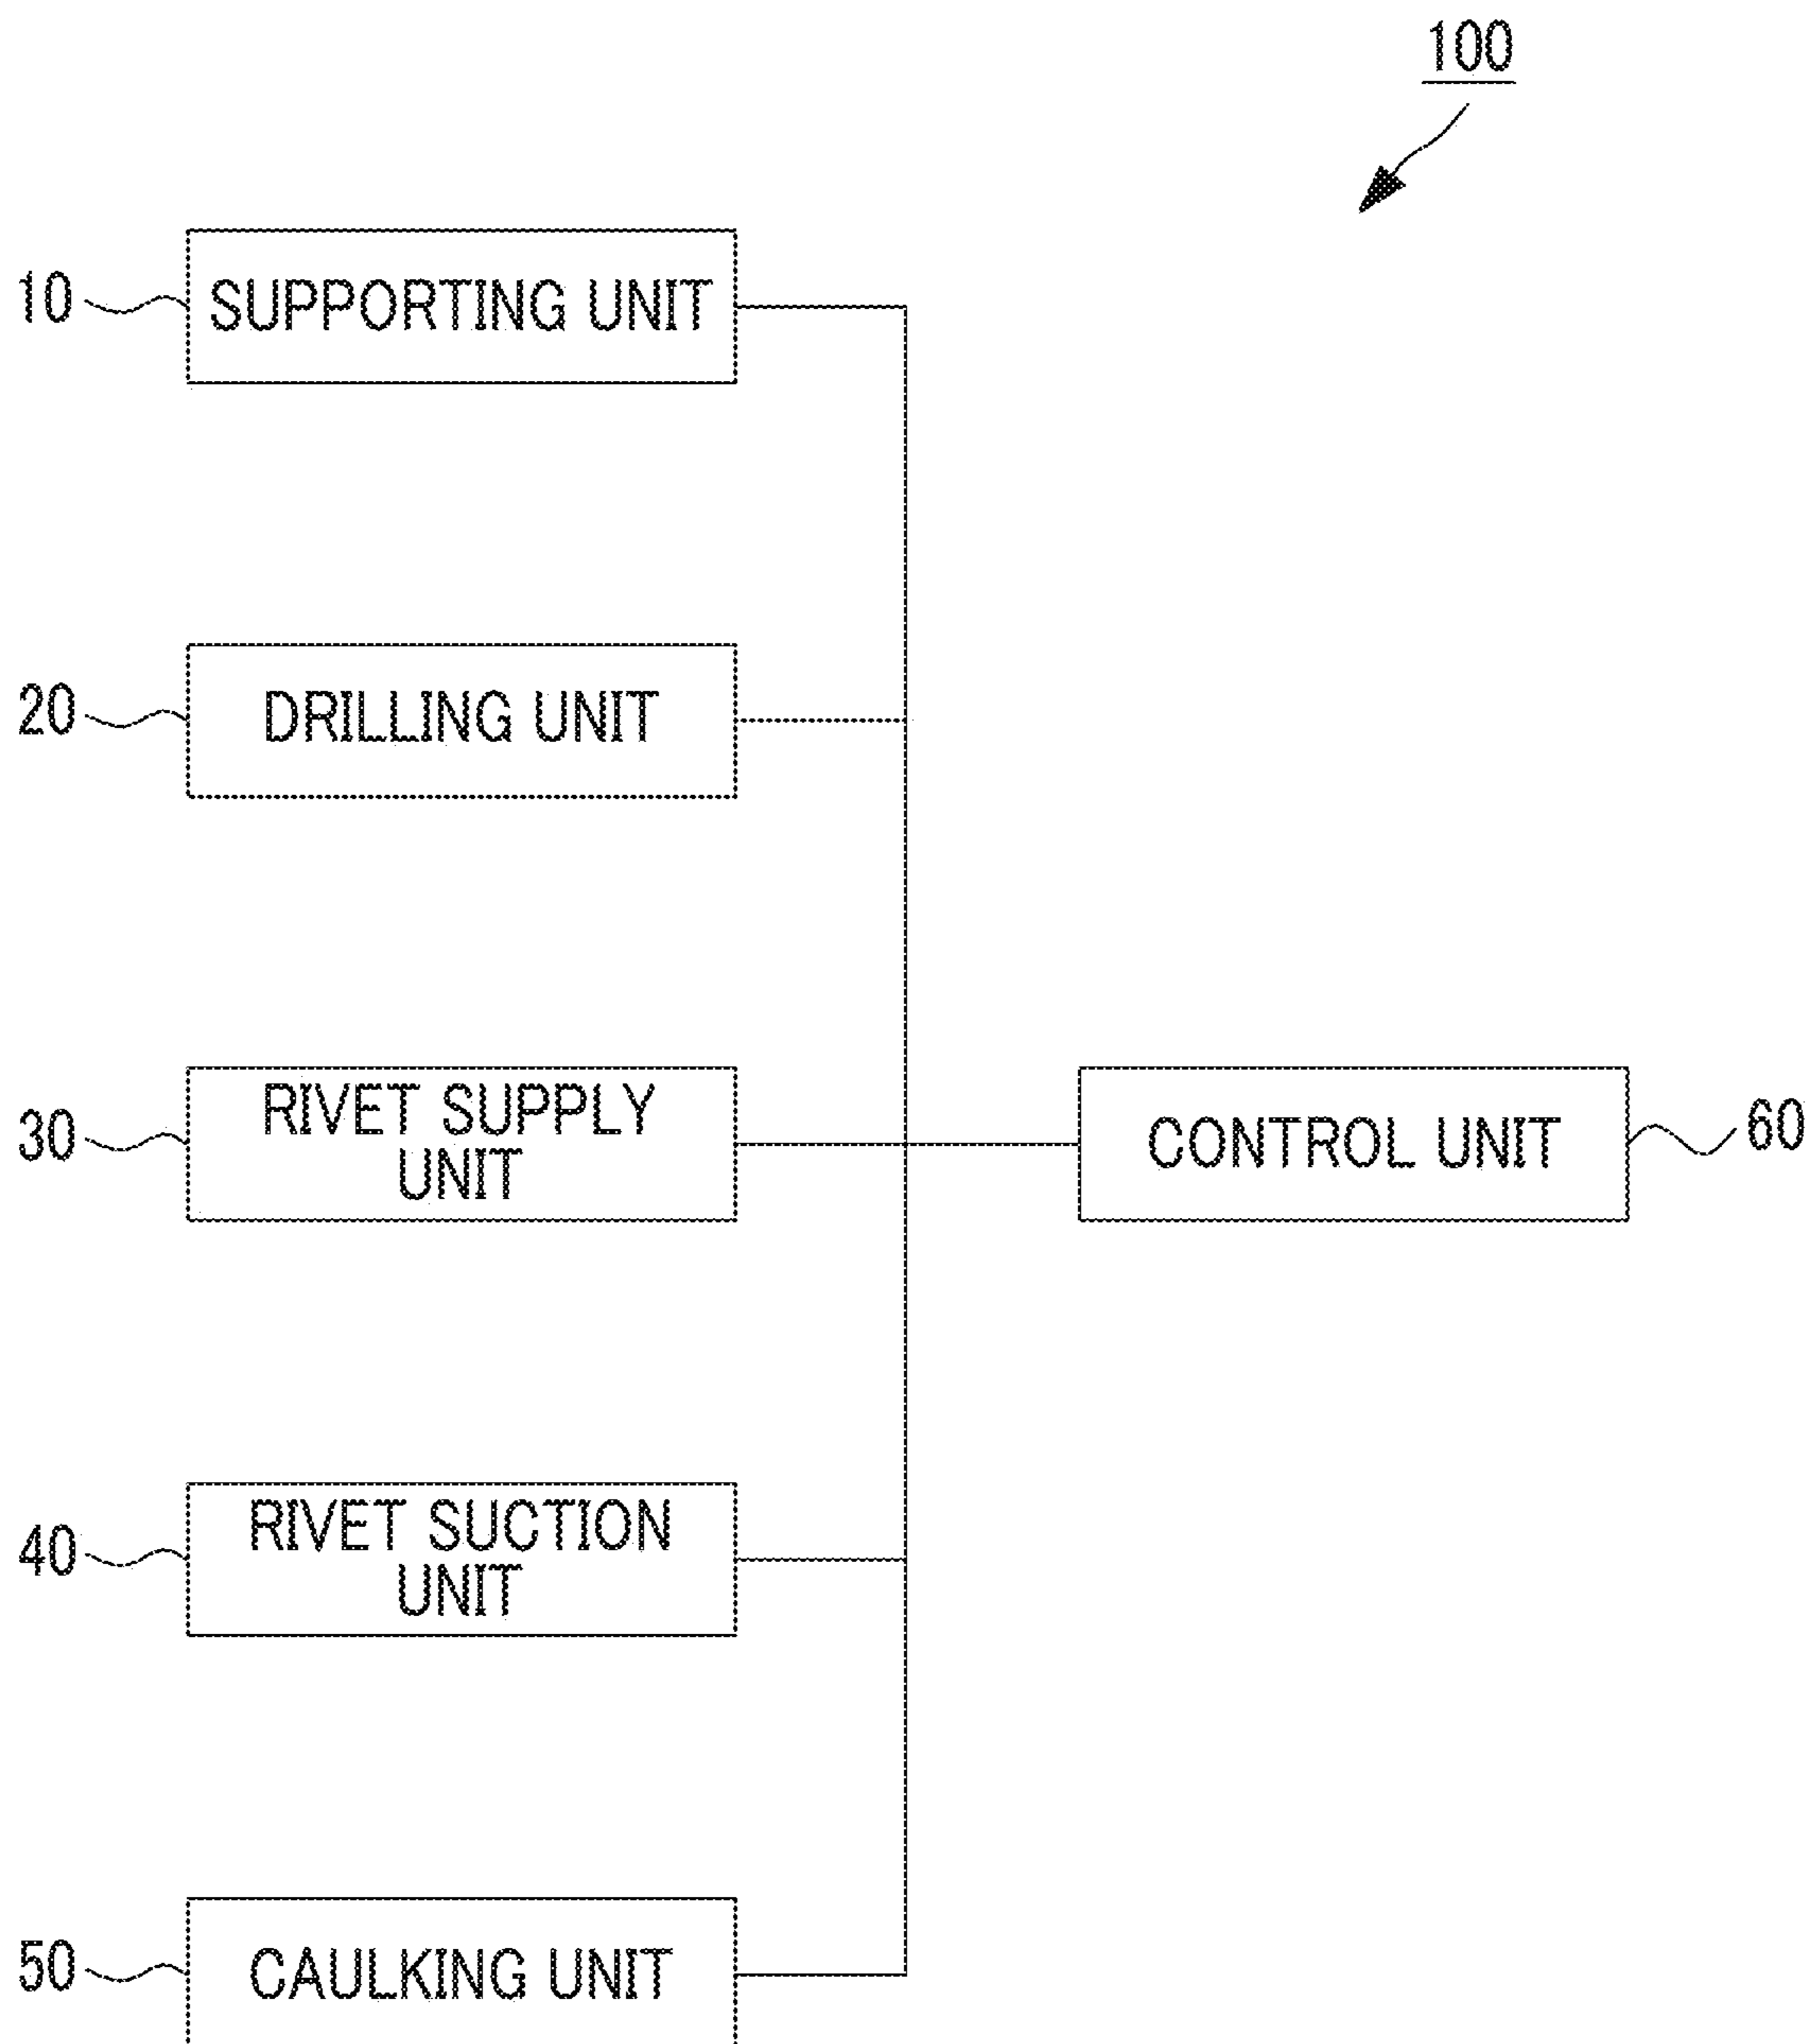 100
10
SUPPORTING UNIT
20
DRILLING UNIT
30
RIVET SUPPLY
UNIT
CONTROL UNIT
60
40
RIVET SUCTION
UNIT
50
CAULKING UNIT